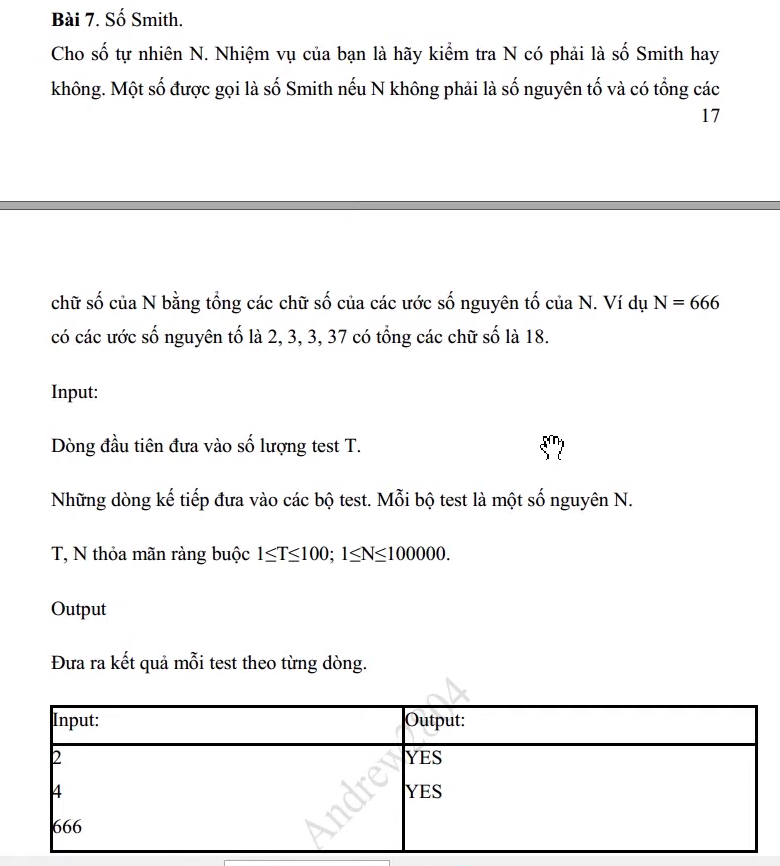 Bài 7. Số Smith.
Cho số tự nhiên N. Nhiệm vụ của bạn là hãy kiểm tra N có phải là số Smith hay
không. Một số được gọi là số Smith nếu N không phải là số nguyên tố và có tổng các
17
chữ số của N bằng tổng các chữ số của các ước số nguyên tố của N. Ví dụ N = 666
có các ước số nguyên tố là 2, 3, 3, 37 có tổng các chữ số là 18.
Input:
Dòng đầu tiên đưa vào số lượng test T.
Những dòng kế tiếp đưa vào các bộ test. Mỗi bộ test là một số nguyên N.
T, N thỏa mãn ràng buộc 1≤T≤100; 1≤N≤100000.
Output
Đưa ra kết quả mỗi test theo từng dòng.
Input: Output:
2 YES
4 YES
666